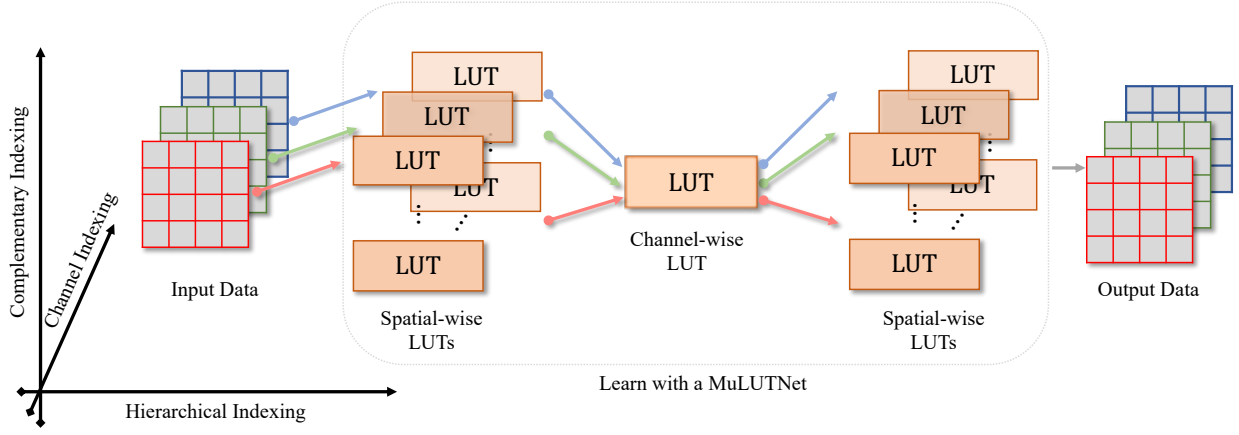 Complementary Indexing
Channel Indexing
Hierarchical Indexing
Input Data
LUT
LUT
LUT
LUT
LUT
Spatial-wise
LUTs
LUT
Channel-wise
LUT
LUT
LUT
LUT
LUT
LUT
Spatial-wise
LUTs
Output Data
Learn with a MuLUTNet